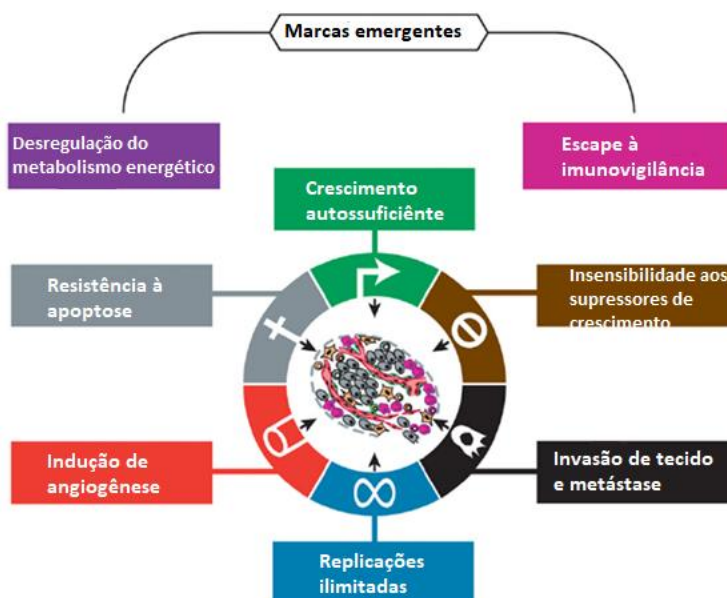 Marcas emergentes
Desregulação do
metabolismo energético
Escape à
imunovigilância
Crescimento
autossuficiênte
Resistência à
apoptose
Insensibilidade aos
supressores de
crescimento
Indução de
angiogênese
Invasão de tecido
e metástase
Replicações
ilimitadas